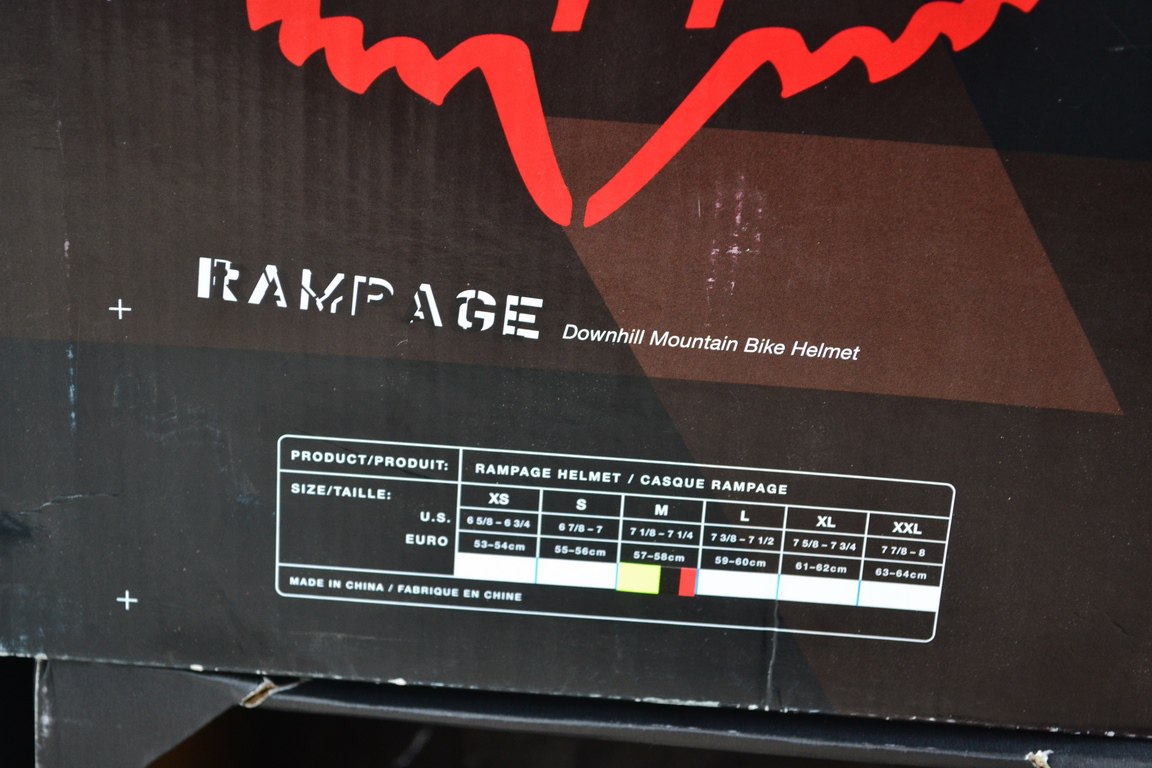 RAMPAGE Downhill Mountain Bike Helmet
PRODUCT/PRODUIT: RAMPAGE HELMET / CASQUE RAMPAGE
SIZE/TAILLE: XS S M L XL XXL
U.S. 6 5/8 – 6 3/4 6 7/8 – 7 7 1/8 – 7 1/4 7 3/8 – 7 1/2 7 5/8 – 7 3/4 7 7/8 – 8
EURO 53–54cm 55–56cm 57–58cm 59–60cm 61–62cm 63–64cm
MADE IN CHINA / FABRIQUE EN CHINE